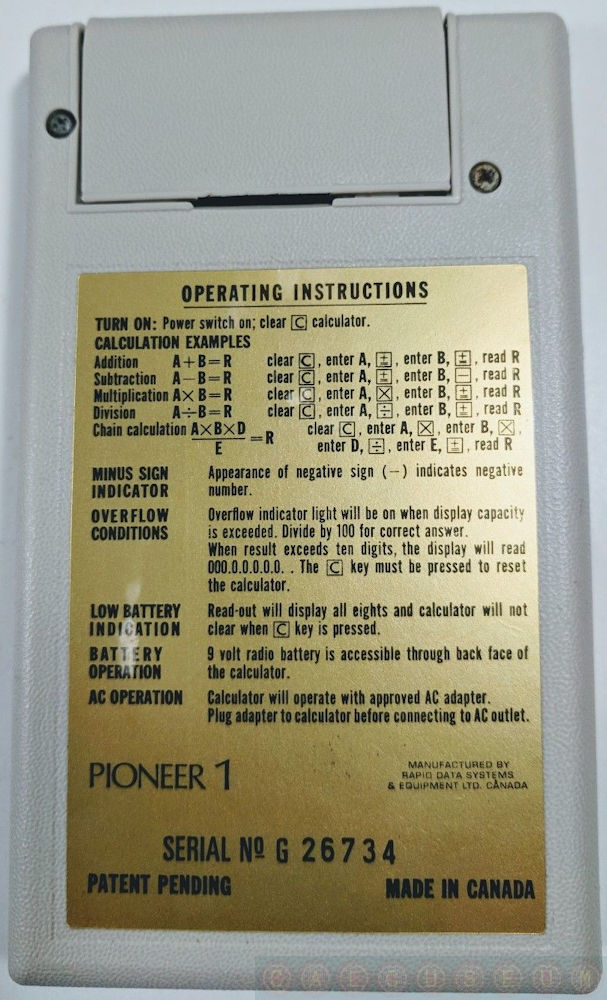 OPERATING INSTRUCTIONS
TURN ON: Power switch on; clear [C] calculator.
CALCULATION EXAMPLES
Addition A+B=R clear [C], enter A, [±], enter B, [±], read R
Subtraction A−B=R clear [C], enter A, [±], enter B, [−], read R
Multiplication A×B=R clear [C], enter A, [×], enter B, [±], read R
Division A÷B=R clear [C], enter A, [÷], enter B, [±], read R
Chain calculation A×B×D / E =R clear [C], enter A, [×], enter B, [×],
enter D, [÷], enter E, [±], read R
MINUS SIGN INDICATOR
Appearance of negative sign (−) indicates negative
number.
OVERFLOW CONDITIONS
Overflow indicator light will be on when display capacity
is exceeded. Divide by 100 for correct answer.
When result exceeds ten digits, the display will read
000.0.0.0.0.0. . The [C] key must be pressed to reset
the calculator.
LOW BATTERY INDICATION
Read-out will display all eights and calculator will not
clear when [C] key is pressed.
BATTERY OPERATION
9 volt radio battery is accessible through back face of
the calculator.
AC OPERATION
Calculator will operate with approved AC adapter.
Plug adapter to calculator before connecting to AC outlet.
PIONEER 1
MANUFACTURED BY
RAPID DATA SYSTEMS
& EQUIPMENT LTD. CANADA
SERIAL Nº G 26734
PATENT PENDING
MADE IN CANADA
CALCUSEUM